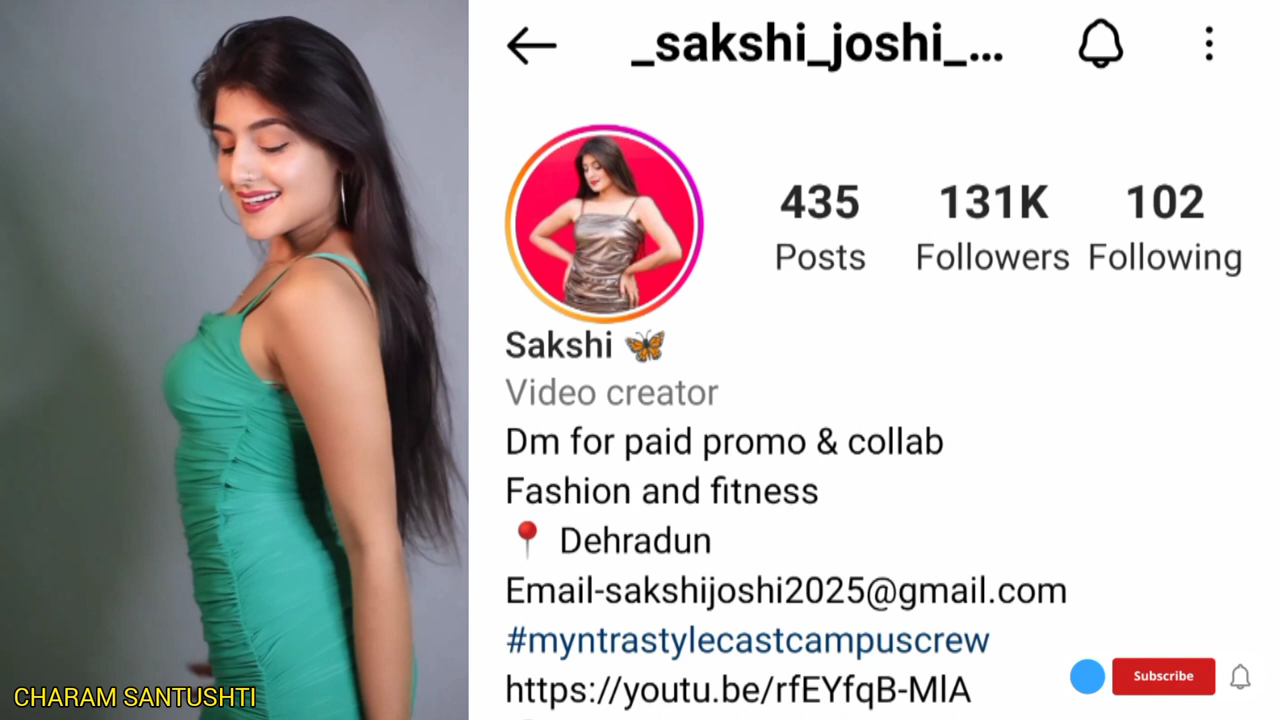 _sakshi_joshi_...
435 131K 102
Posts Followers Following
Sakshi 🦋
Video creator
Dm for paid promo & collab
Fashion and fitness
📍 Dehradun
Email-sakshijoshi2025@gmail.com
#myntrastylecastcampuscrew
https://youtu.be/rfEYfqB-MlA
Subscribe
CHARAM SANTUSHTI